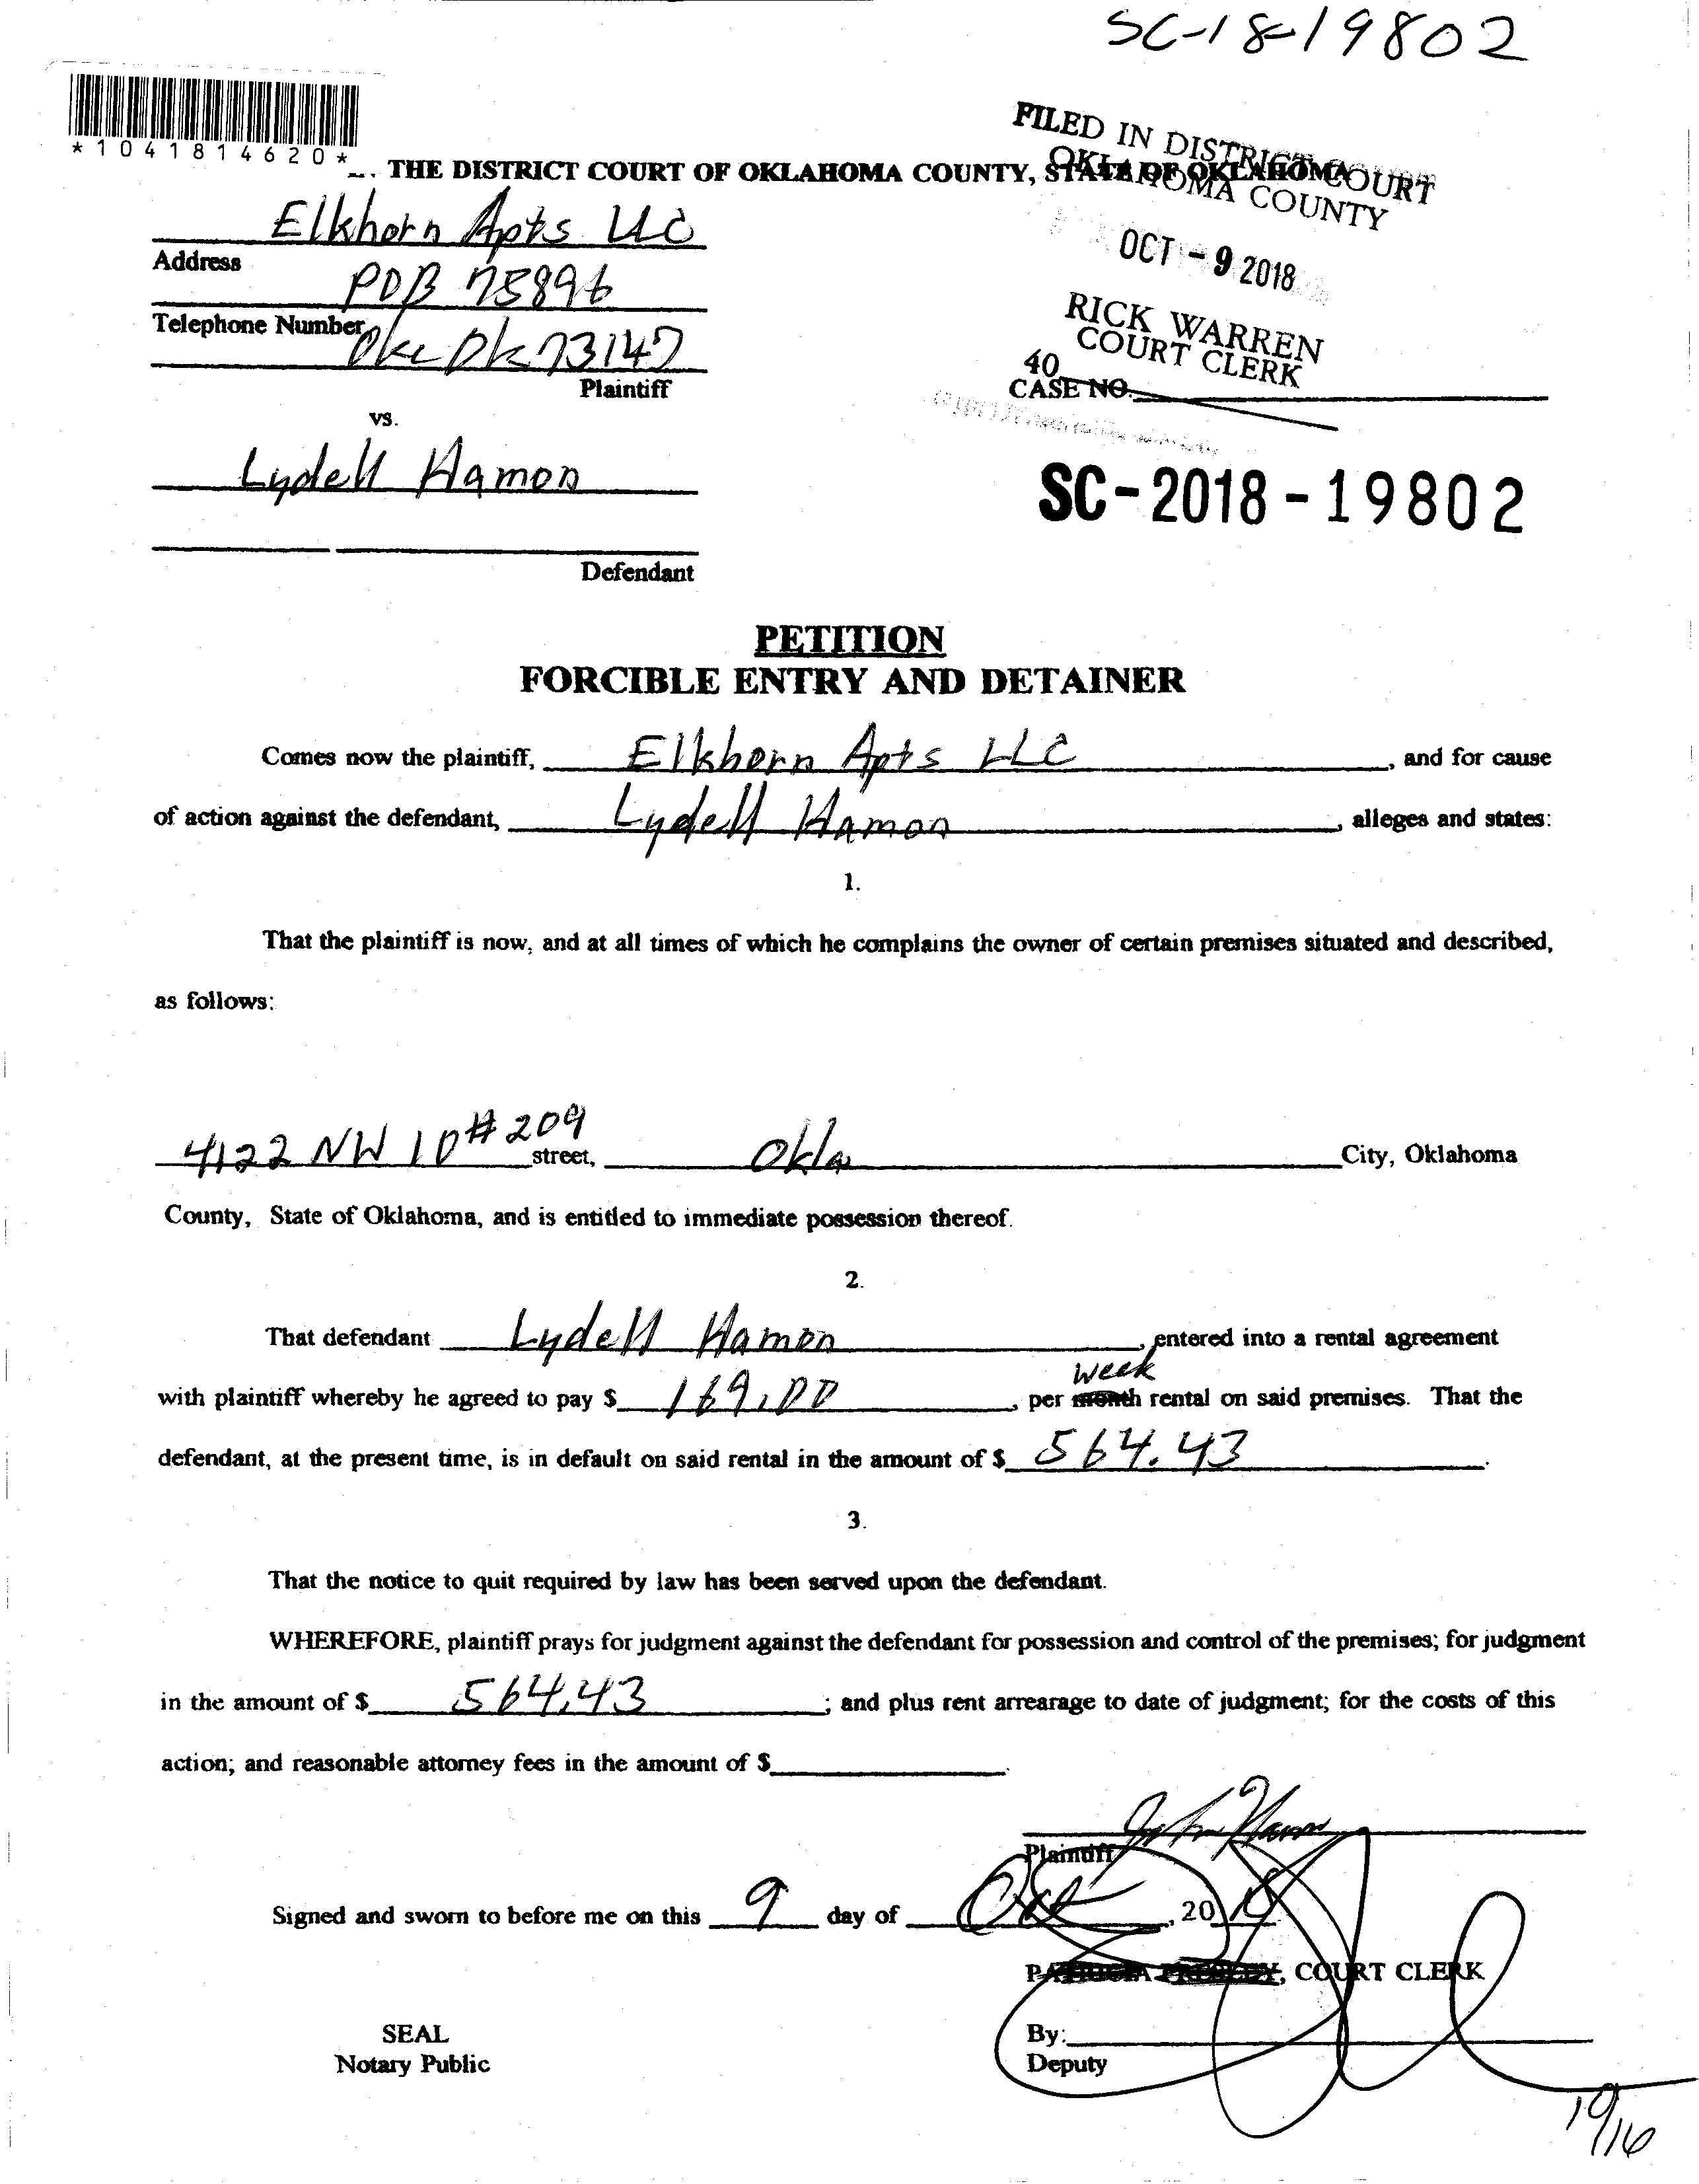 SC-18-19802
*1041814620*
THE DISTRICT COURT OF OKLAHOMA COUNTY, STATE OF OKLAHOMA
FILED IN DISTRICT COURT
OKLAHOMA COUNTY
OCT - 9 2018
RICK WARREN
COURT CLERK
40
CASE NO.
SC-2018-19802
Elkhorn Apts LLC
Address
POB 75896
Telephone Number
Okc Ok 73147
Plaintiff
vs.
Lydell Hamon
Defendant
PETITION
FORCIBLE ENTRY AND DETAINER
Comes now the plaintiff, Elkhorn Apts LLC, and for cause
of action against the defendant, Lydell Hamon, alleges and states:
1.
That the plaintiff is now, and at all times of which he complains the owner of certain premises situated and described,
as follows:
4122 NW 10 #209 street, Okla City, Oklahoma
County, State of Oklahoma, and is entitled to immediate possession thereof.
2.
That defendant Lydell Hamon, entered into a rental agreement
week
with plaintiff whereby he agreed to pay $ 169.00, per month rental on said premises. That the
defendant, at the present time, is in default on said rental in the amount of $ 564.43.
3.
That the notice to quit required by law has been served upon the defendant.
WHEREFORE, plaintiff prays for judgment against the defendant for possession and control of the premises; for judgment
in the amount of $ 564.43; and plus rent arrearage to date of judgment; for the costs of this
action; and reasonable attorney fees in the amount of $
Plaintiff
Signed and sworn to before me on this 9 day of Oct, 2018
, COURT CLERK
SEAL
Notary Public
By:
Deputy
10/16